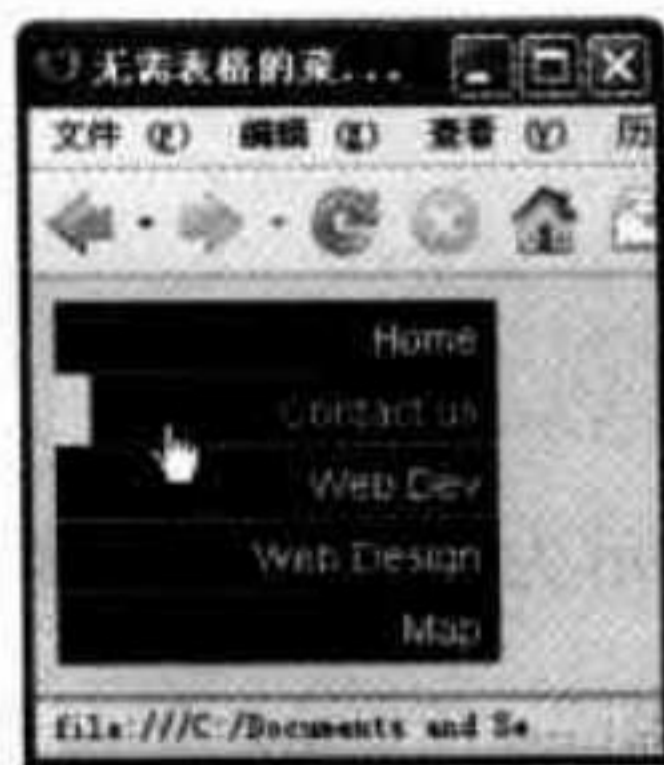 无需表格的菜...
文件 (F) 编辑 (E) 查看 (V) 历
Home
Contact us
Web Dev
Web Design
Map
file:///C:/Documents and Se...